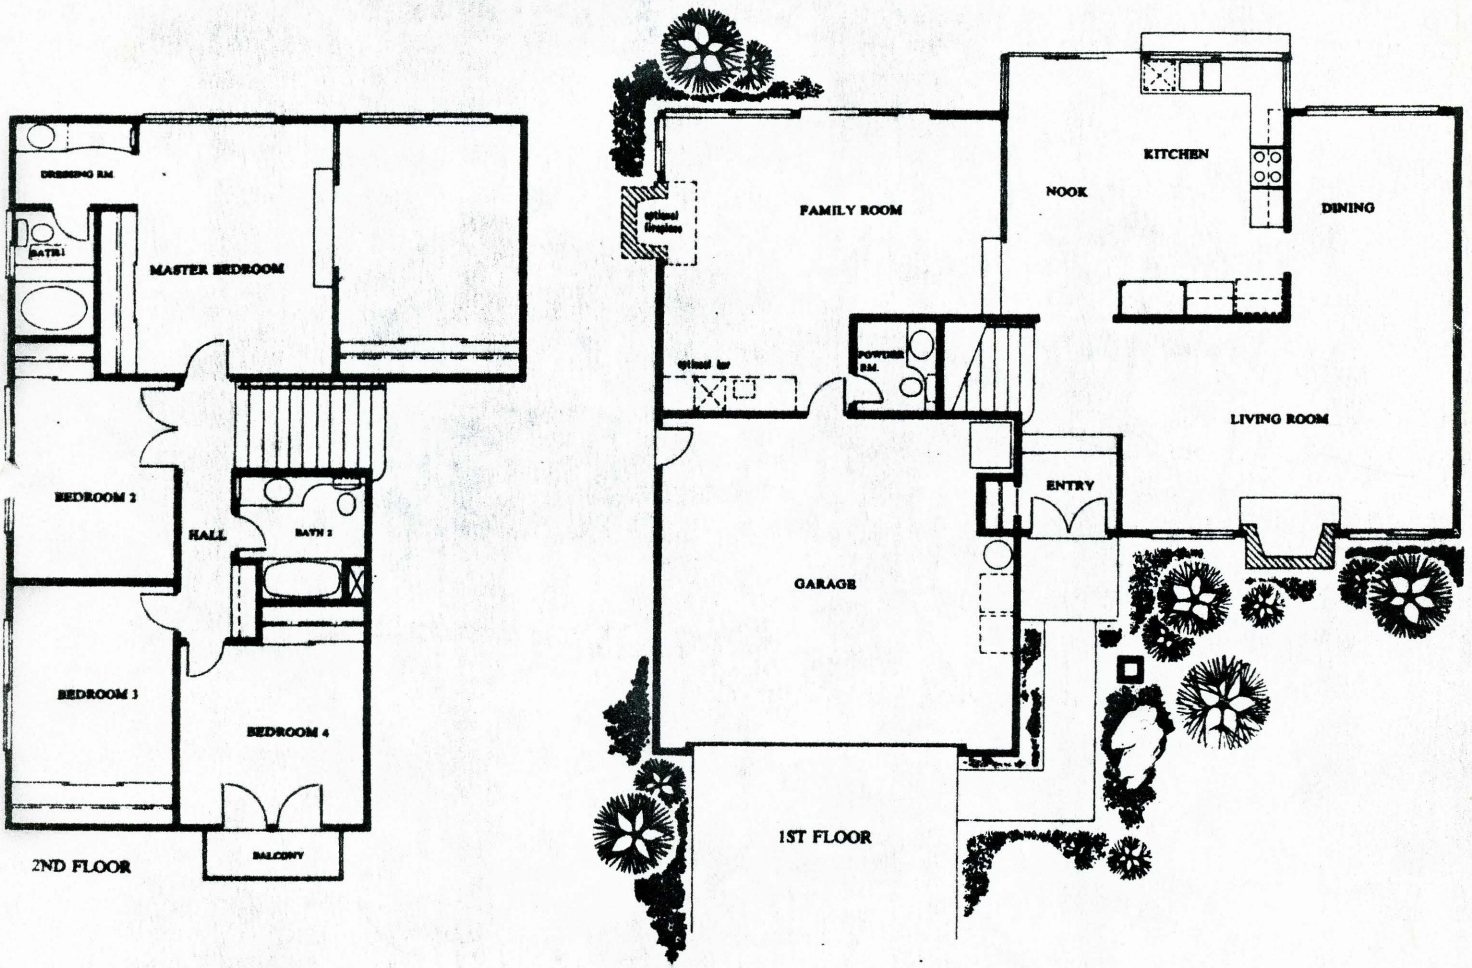 DRESSING RM
BATH 1
MASTER BEDROOM
BEDROOM 2
HALL
BATH 2
BEDROOM 3
BEDROOM 4
BALCONY
2ND FLOOR
KITCHEN
NOOK
DINING
FAMILY ROOM
optional
fireplace
optional bar
POWDER
RM.
LIVING ROOM
ENTRY
GARAGE
1ST FLOOR